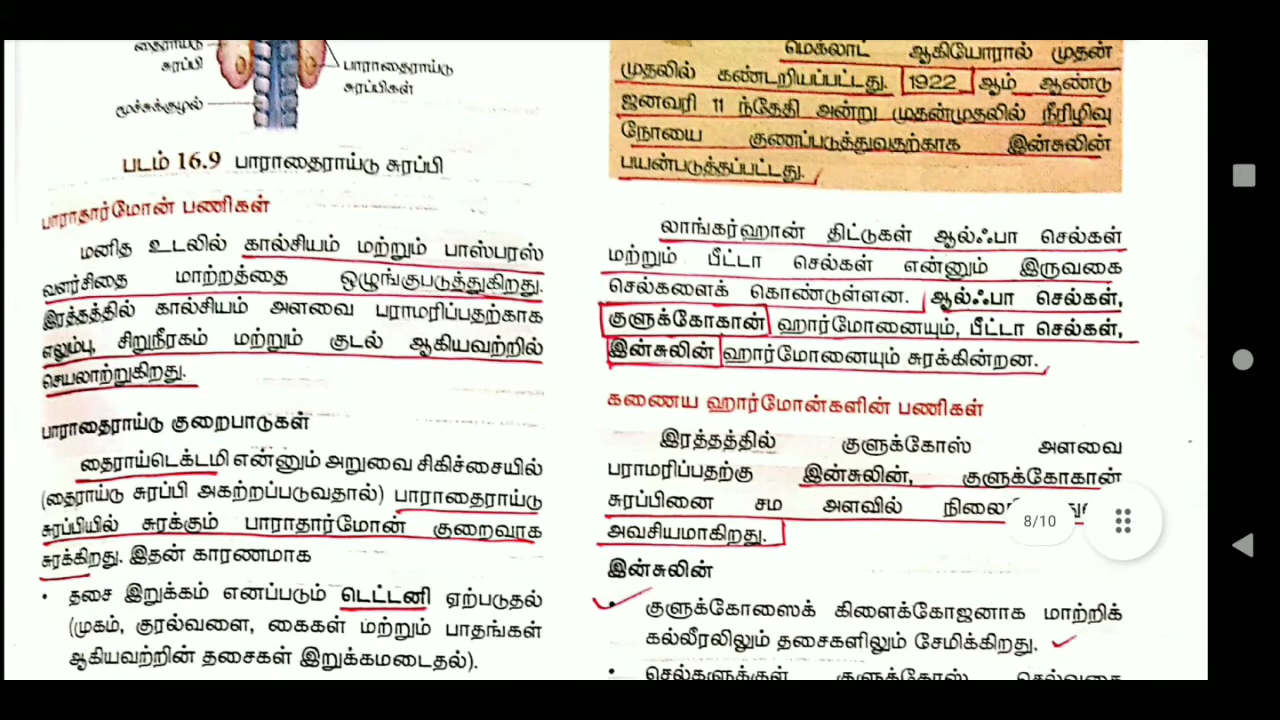 தைராய்டு
சுரப்பி
பாராதைராய்டு
சுரப்பிகள்
மூச்சுக்குழல்
படம் 16.9 பாராதைராய்டு சுரப்பி
பாராதார்மோன் பணிகள்
மனித உடலில் கால்சியம் மற்றும் பாஸ்பரஸ்
வளர்சிதை மாற்றத்தை ஒழுங்குபடுத்துகிறது.
இரத்தத்தில் கால்சியம் அளவை பராமரிப்பதற்காக
எலும்பு, சிறுநீரகம் மற்றும் குடல் ஆகியவற்றில்
செயலாற்றுகிறது.
பாராதைராய்டு குறைபாடுகள்
தைராய்டெக்டமி என்னும் அறுவை சிகிச்சையில்
(தைராய்டு சுரப்பி அகற்றப்படுவதால்) பாராதைராய்டு
சுரப்பியில் சுரக்கும் பாராதார்மோன் குறைவாக
சுரக்கிறது. இதன் காரணமாக
• தசை இறுக்கம் எனப்படும் டெட்டனி ஏற்படுதல்
(முகம், குரல்வளை, கைகள் மற்றும் பாதங்கள்
ஆகியவற்றின் தசைகள் இறுக்கமடைதல்).
மெக்லாட் ஆகியோரால் முதன்
முதலில் கண்டறியப்பட்டது. 1922 ஆம் ஆண்டு
ஜனவரி 11 ந்தேதி அன்று முதன்முதலில் நீரிழிவு
நோயை குணப்படுத்துவதற்காக இன்சுலின்
பயன்படுத்தப்பட்டது.
லாங்கர்ஹான் திட்டுகள் ஆல்ஃபா செல்கள்
மற்றும் பீட்டா செல்கள் என்னும் இருவகை
செல்களைக் கொண்டுள்ளன. ஆல்ஃபா செல்கள்,
குளுக்கோகான் ஹார்மோனையும், பீட்டா செல்கள்,
இன்சுலின் ஹார்மோனையும் சுரக்கின்றன.
கணைய ஹார்மோன்களின் பணிகள்
இரத்தத்தில் குளுக்கோஸ் அளவை
பராமரிப்பதற்கு இன்சுலின், குளுக்கோகான்
சுரப்பினை சம அளவில்
அவசியமாகிறது.
8/10
இன்சுலின்
• குளுக்கோஸைக் கிளைக்கோஜனாக மாற்றிக்
கல்லீரலிலும் தசைகளிலும் சேமிக்கிறது.
• செல்களுக்குள் குளுக்கோஸ் செல்வதை